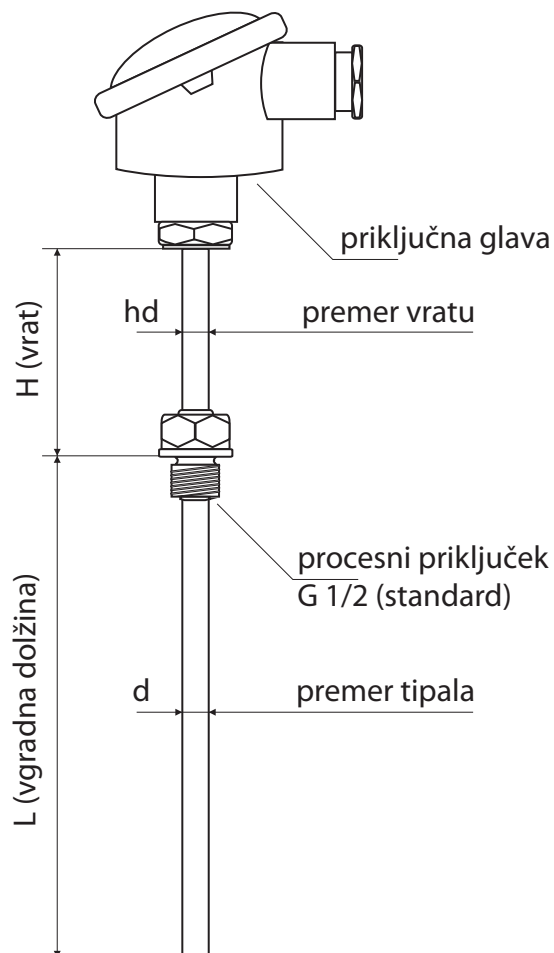 priključna glava
hd
premer vratu
H (vrat)
procesni priključek
G 1/2 (standard)
L (vgradna dolžina)
d
premer tipala